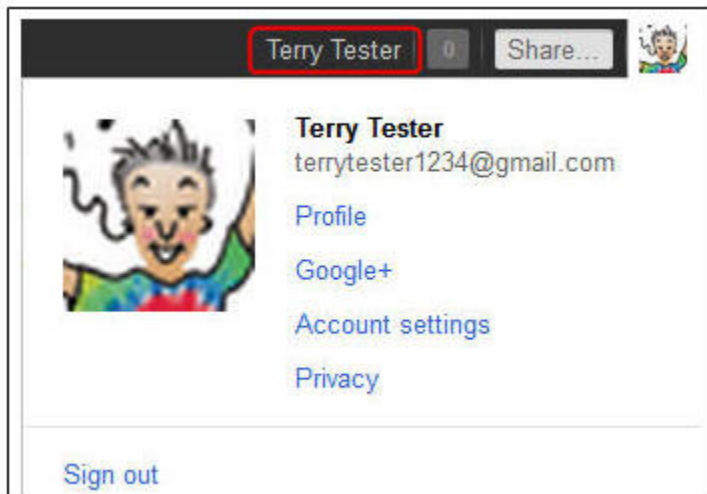 Terry Tester 0 Share...
Terry Tester
terrytester1234@gmail.com
Profile
Google+
Account settings
Privacy
Sign out